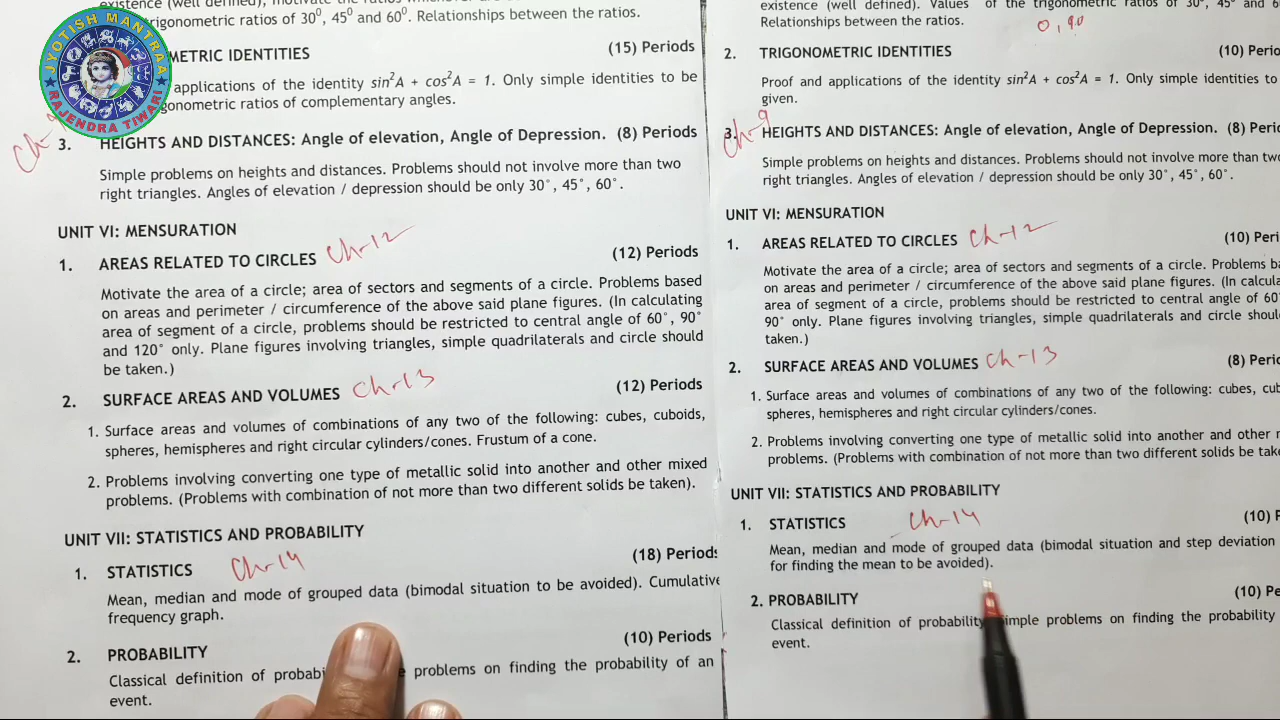 existence (well defined), motivate the ratios whichever are
trigonometric ratios of 30⁰, 45⁰ and 60⁰. Relationships between the ratios.
METRIC IDENTITIES (15) Periods
applications of the identity sin²A + cos²A = 1. Only simple identities to be
gonometric ratios of complementary angles.
3. HEIGHTS AND DISTANCES: Angle of elevation, Angle of Depression. (8) Periods
Simple problems on heights and distances. Problems should not involve more than two
right triangles. Angles of elevation / depression should be only 30˚, 45˚, 60˚.
UNIT VI: MENSURATION
1. AREAS RELATED TO CIRCLES Ch-12 (12) Periods
Motivate the area of a circle; area of sectors and segments of a circle. Problems based
on areas and perimeter / circumference of the above said plane figures. (In calculating
area of segment of a circle, problems should be restricted to central angle of 60˚, 90˚
and 120˚ only. Plane figures involving triangles, simple quadrilaterals and circle should
be taken.)
2. SURFACE AREAS AND VOLUMES Ch-13 (12) Periods
1. Surface areas and volumes of combinations of any two of the following: cubes, cuboids,
spheres, hemispheres and right circular cylinders/cones. Frustum of a cone.
2. Problems involving converting one type of metallic solid into another and other mixed
problems. (Problems with combination of not more than two different solids be taken).
UNIT VII: STATISTICS AND PROBABILITY
1. STATISTICS Ch-14 (18) Periods
Mean, median and mode of grouped data (bimodal situation to be avoided). Cumulative
frequency graph.
2. PROBABILITY (10) Periods
Classical definition of probabi problems on finding the probability of an
event.
JYOTISH MANTRAA
RAJENDRA TIWARI
existence (well defined). Values of the trigonometric ratios of 30˚, 45˚ and 6
Relationships between the ratios.
0, 90
2. TRIGONOMETRIC IDENTITIES (10)
Proof and applications of the identity sin²A + cos²A = 1. Only simple identities to
given.
Ch-9
3. HEIGHTS AND DISTANCES: Angle of elevation, Angle of Depression. (8)
Simple problems on heights and distances. Problems should not involve more than two
right triangles. Angles of elevation / depression should be only 30˚, 45˚, 60˚.
UNIT VI: MENSURATION
1. AREAS RELATED TO CIRCLES Ch-12 (10)
Motivate the area of a circle; area of sectors and segments of a circle. Problems ba
on areas and perimeter / circumference of the above said plane figures. (In calcula
area of segment of a circle, problems should be restricted to central angle of 60
90˚ only. Plane figures involving triangles, simple quadrilaterals and circle shoul
taken.)
2. SURFACE AREAS AND VOLUMES Ch-13 (8)
1. Surface areas and volumes of combinations of any two of the following: cubes, cub
spheres, hemispheres and right circular cylinders/cones.
2. Problems involving converting one type of metallic solid into another and other m
problems. (Problems with combination of not more than two different solids be take
UNIT VII: STATISTICS AND PROBABILITY
1. STATISTICS Ch-14 (10)
Mean, median and mode of grouped data (bimodal situation and step deviation
for finding the mean to be avoided).
2. PROBABILITY (10)
Classical definition of probability. Simple problems on finding the probability
event.